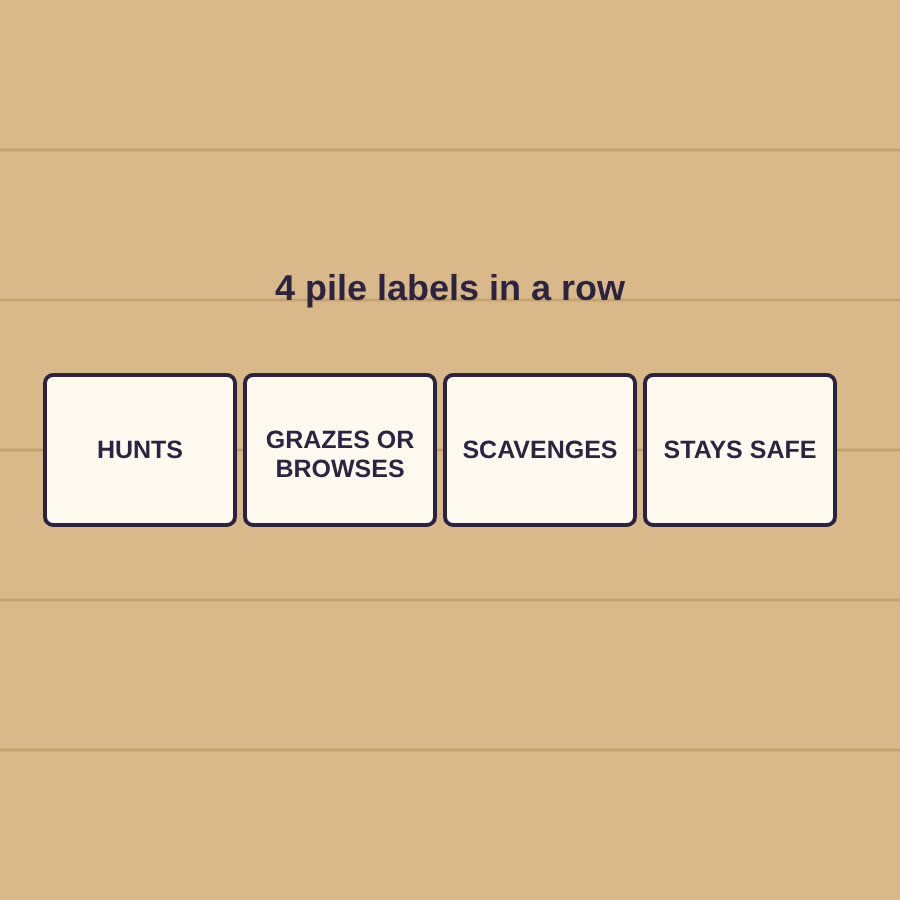 4 pile labels in a row
HUNTS
GRAZES OR
BROWSES
SCAVENGES
STAYS SAFE